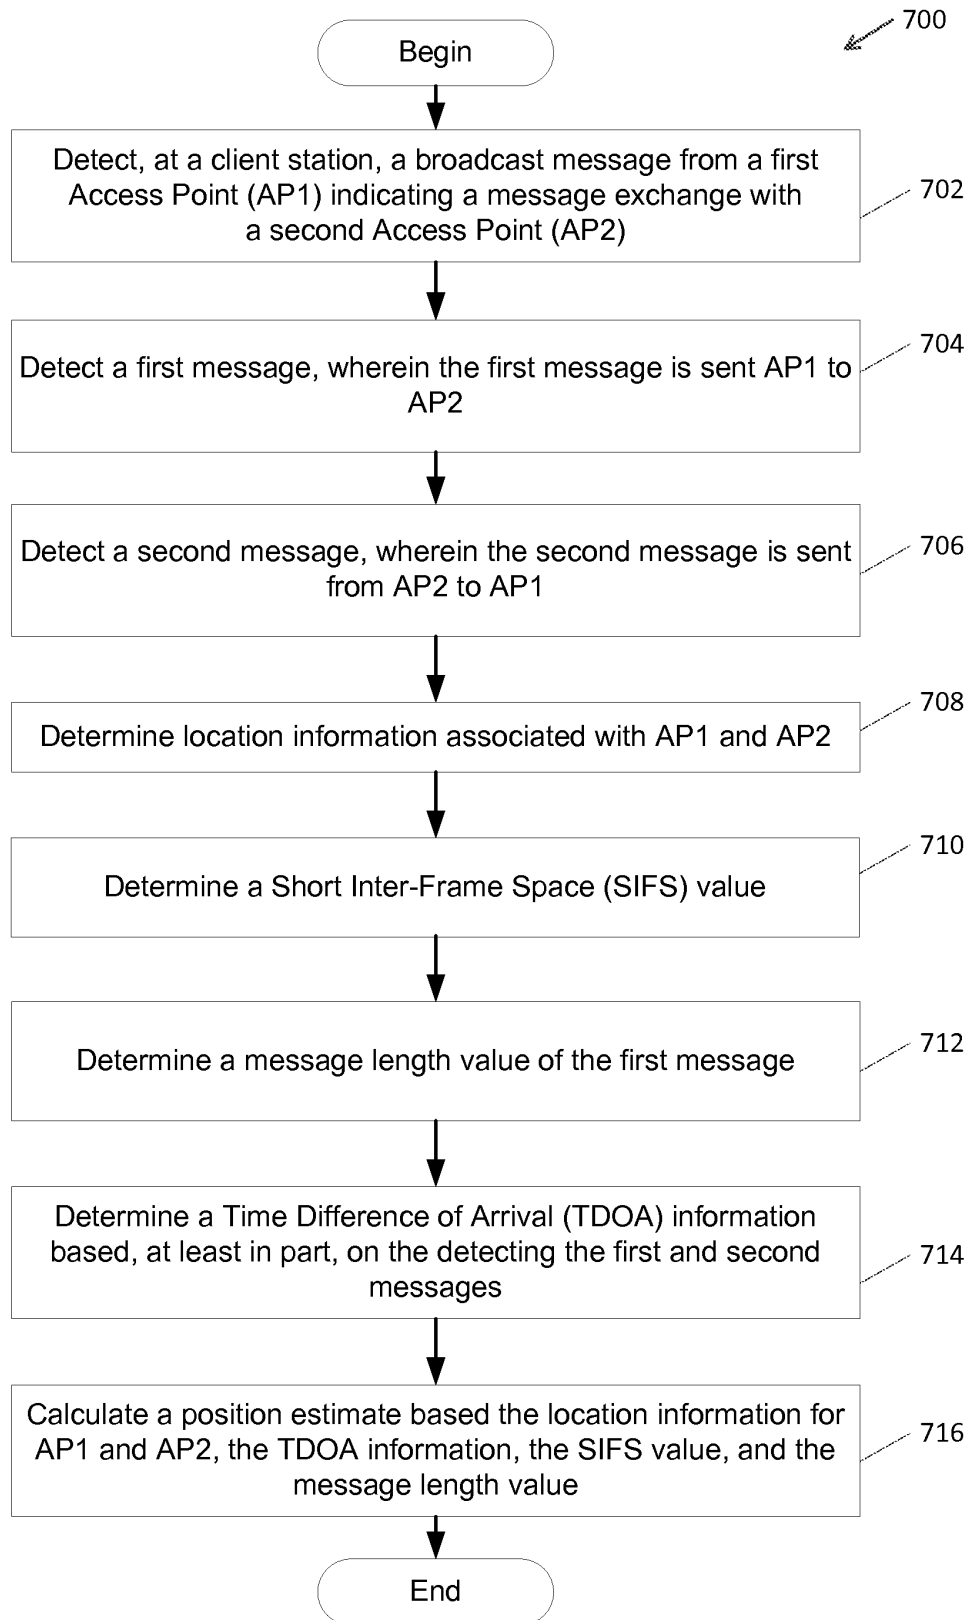 700
Begin
Detect, at a client station, a broadcast message from a first
Access Point (AP1) indicating a message exchange with
a second Access Point (AP2)
702
Detect a first message, wherein the first message is sent AP1 to
AP2
704
Detect a second message, wherein the second message is sent
from AP2 to AP1
706
Determine location information associated with AP1 and AP2
708
Determine a Short Inter-Frame Space (SIFS) value
710
Determine a message length value of the first message
712
Determine a Time Difference of Arrival (TDOA) information
based, at least in part, on the detecting the first and second
messages
714
Calculate a position estimate based the location information for
AP1 and AP2, the TDOA information, the SIFS value, and the
message length value
716
End